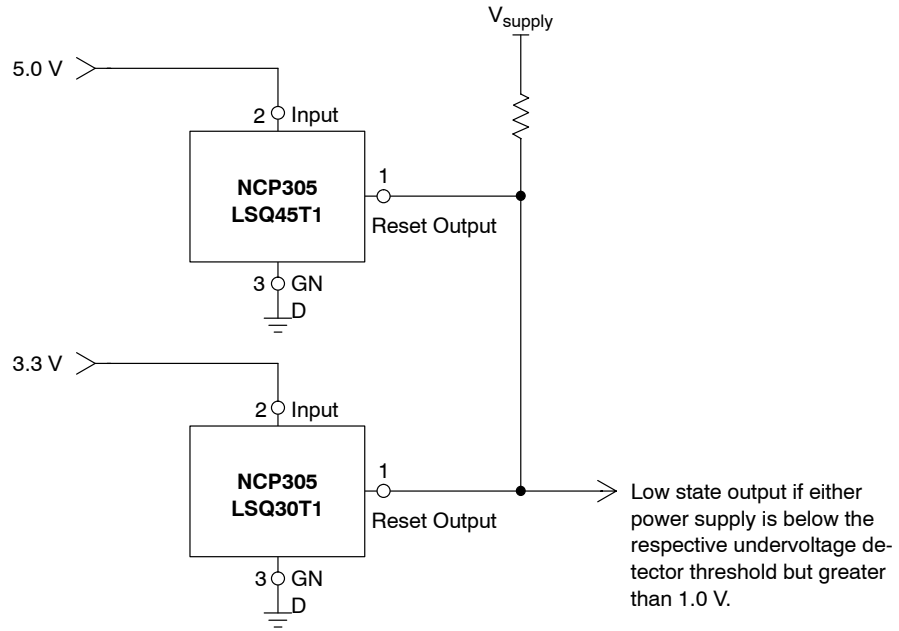 Vsupply
5.0 V
2
Input
NCP305
LSQ45T1
1
Reset Output
3
GN
D
3.3 V
2
Input
NCP305
LSQ30T1
1
Reset Output
3
GN
D
Low state output if either
power supply is below the
respective undervoltage de-
tector threshold but greater
than 1.0 V.